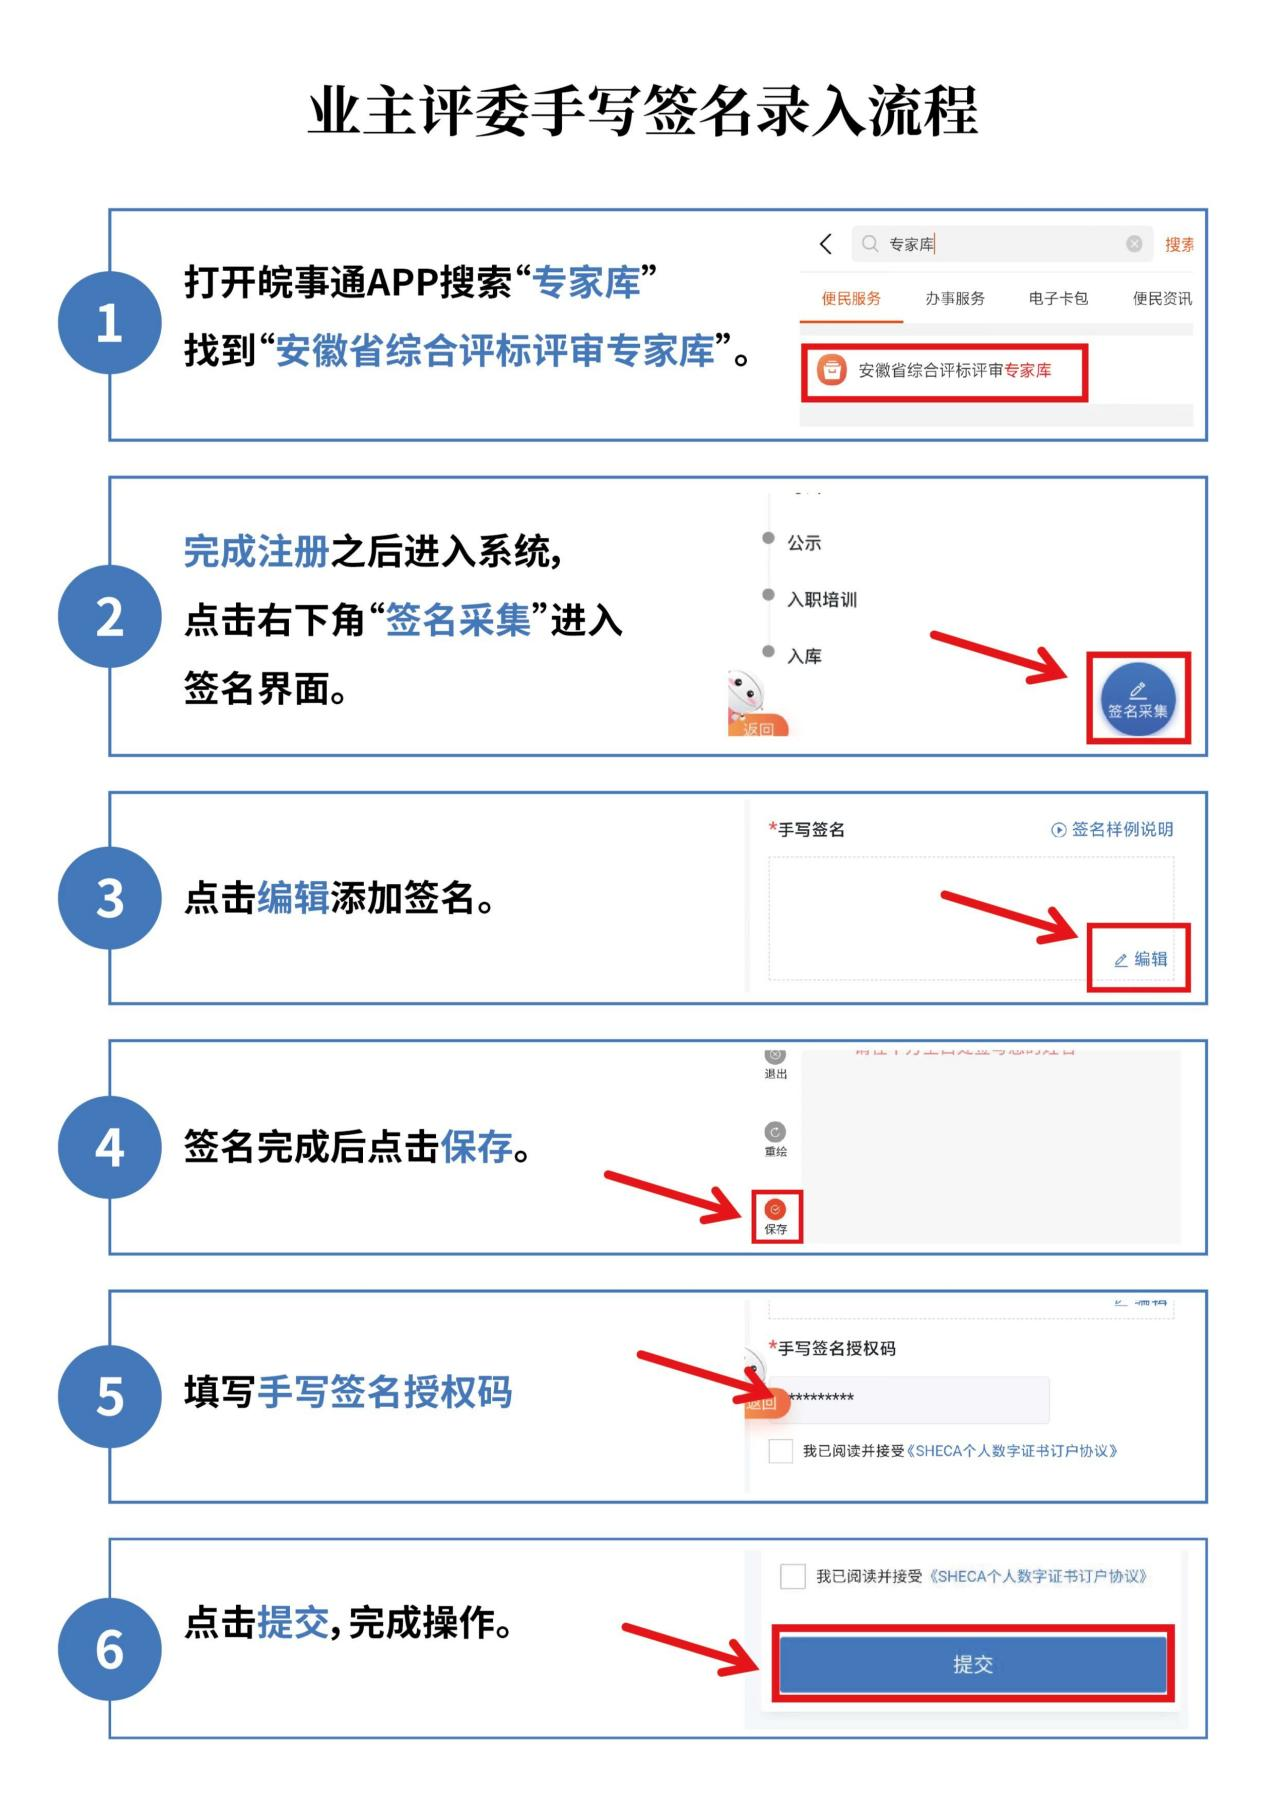 业主评委手写签名录入流程
1
打开皖事通APP搜索“专家库”
找到“安徽省综合评标评审专家库”。
专家库
搜索
便民服务 办事服务 电子卡包 便民资讯
安徽省综合评标评审专家库
2
完成注册之后进入系统,
点击右下角“签名采集”进入
签名界面。
公示
入职培训
入库
返回
签名采集
3
点击编辑添加签名。
*手写签名
签名样例说明
编辑
4
签名完成后点击保存。
退出
重绘
保存
5
填写手写签名授权码
编辑
*手写签名授权码
返回
*********
我已阅读并接受《SHECA个人数字证书订户协议》
6
点击提交,完成操作。
我已阅读并接受《SHECA个人数字证书订户协议》
提交